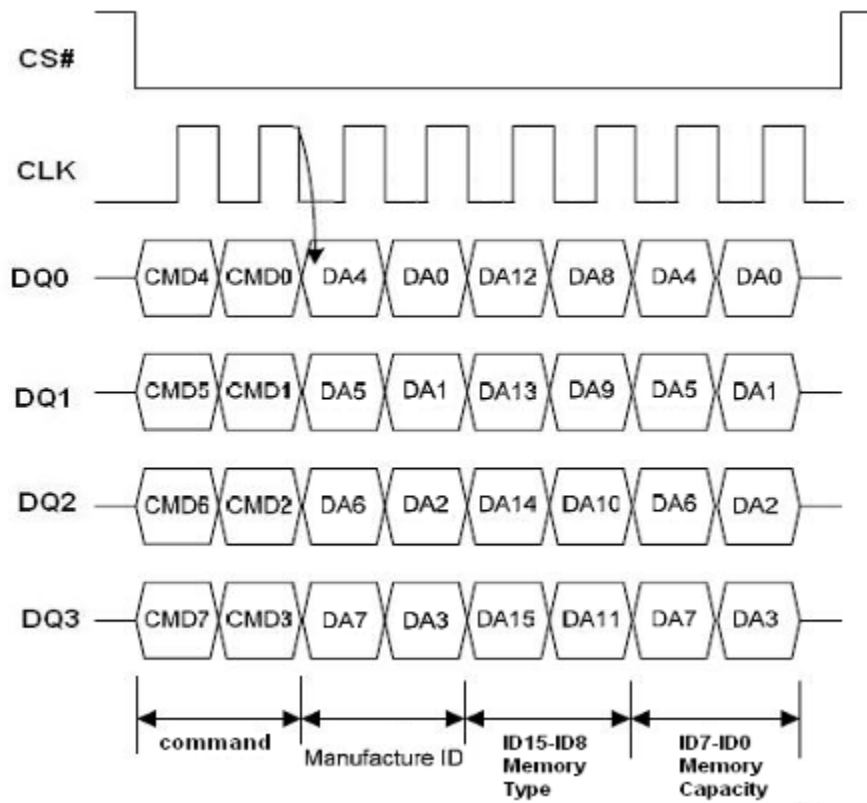 CS#
CLK
DQ0 CMD4 CMD0 DA4 DA0 DA12 DA8 DA4 DA0
DQ1 CMD5 CMD1 DA5 DA1 DA13 DA9 DA5 DA1
DQ2 CMD6 CMD2 DA6 DA2 DA14 DA10 DA6 DA2
DQ3 CMD7 CMD3 DA7 DA3 DA15 DA11 DA7 DA3
command
Manufacture ID
ID15-ID8
Memory
Type
ID7-ID0
Memory
Capacity